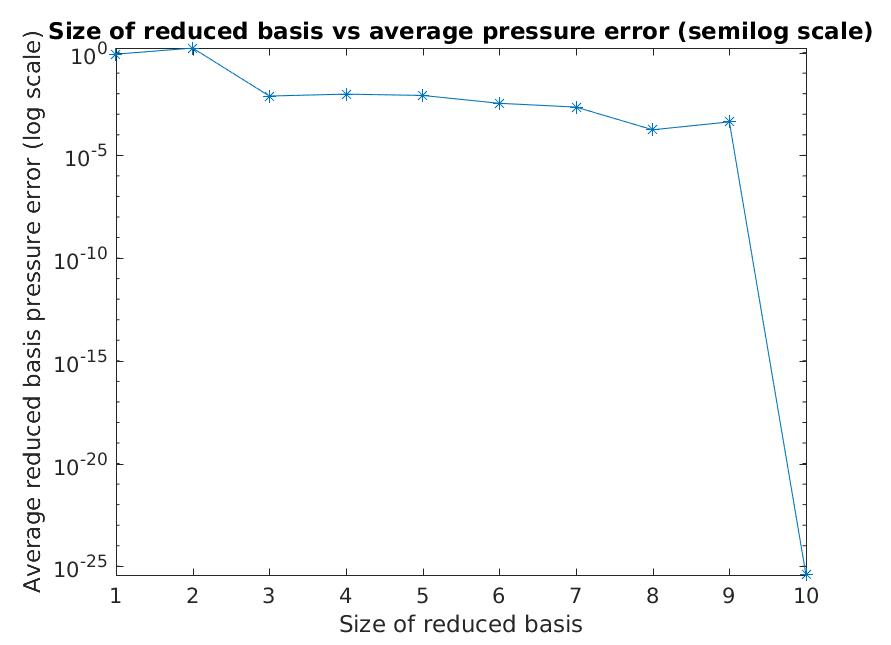 Size of reduced basis vs average pressure error (semilog scale)
Average reduced basis pressure error (log scale)
10^0
10^-5
10^-10
10^-15
10^-20
10^-25
1 2 3 4 5 6 7 8 9 10
Size of reduced basis